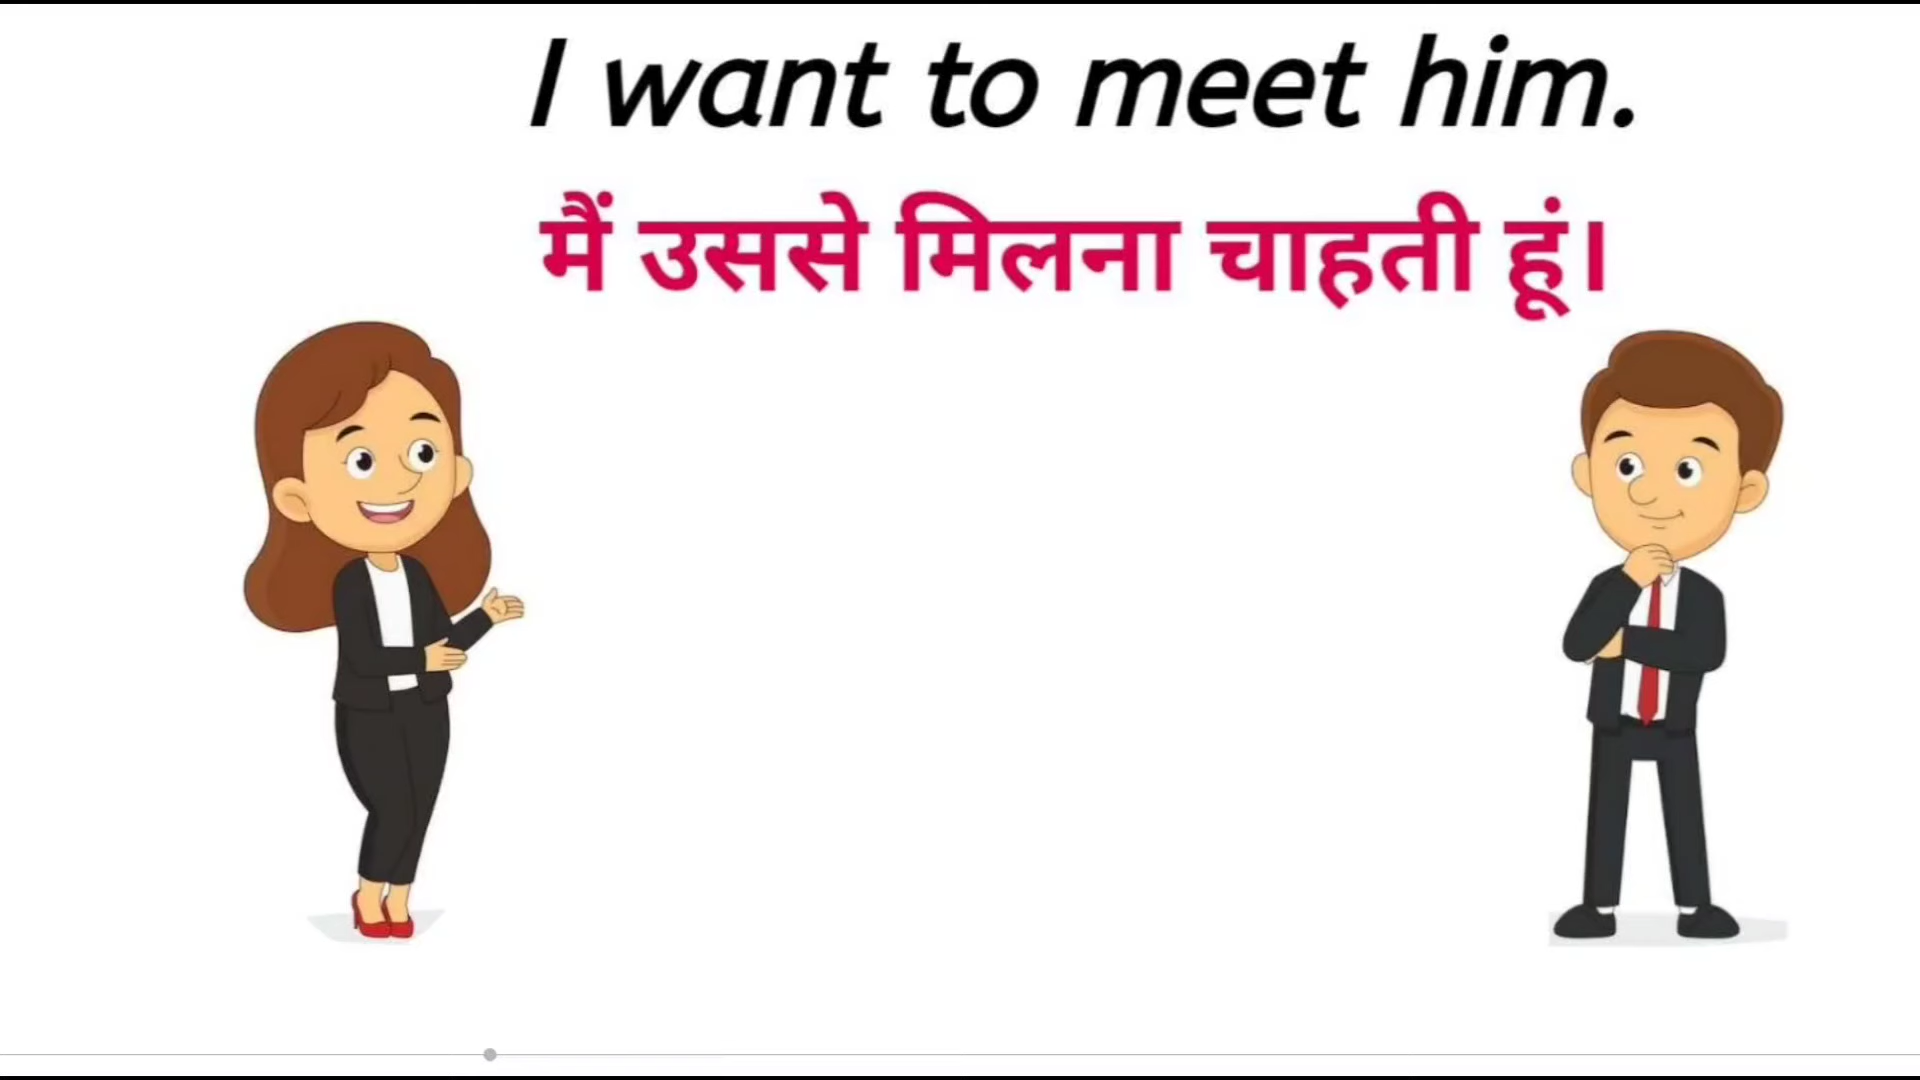 I want to meet him.
मैं उससे मिलना चाहती हूं।